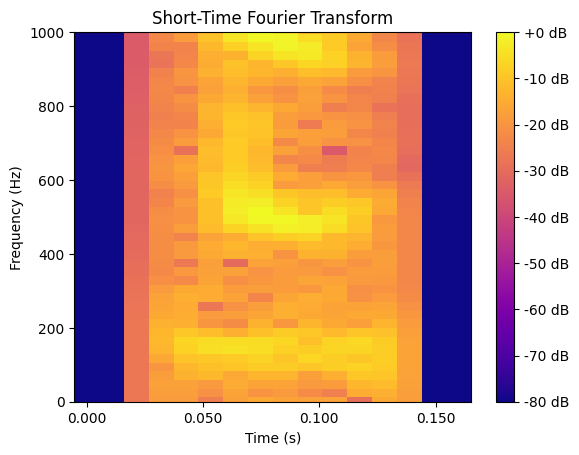 Short-Time Fourier Transform
Frequency (Hz)
1000
800
600
400
200
0
0.000
0.050
0.100
0.150
Time (s)
+0 dB
-10 dB
-20 dB
-30 dB
-40 dB
-50 dB
-60 dB
-70 dB
-80 dB